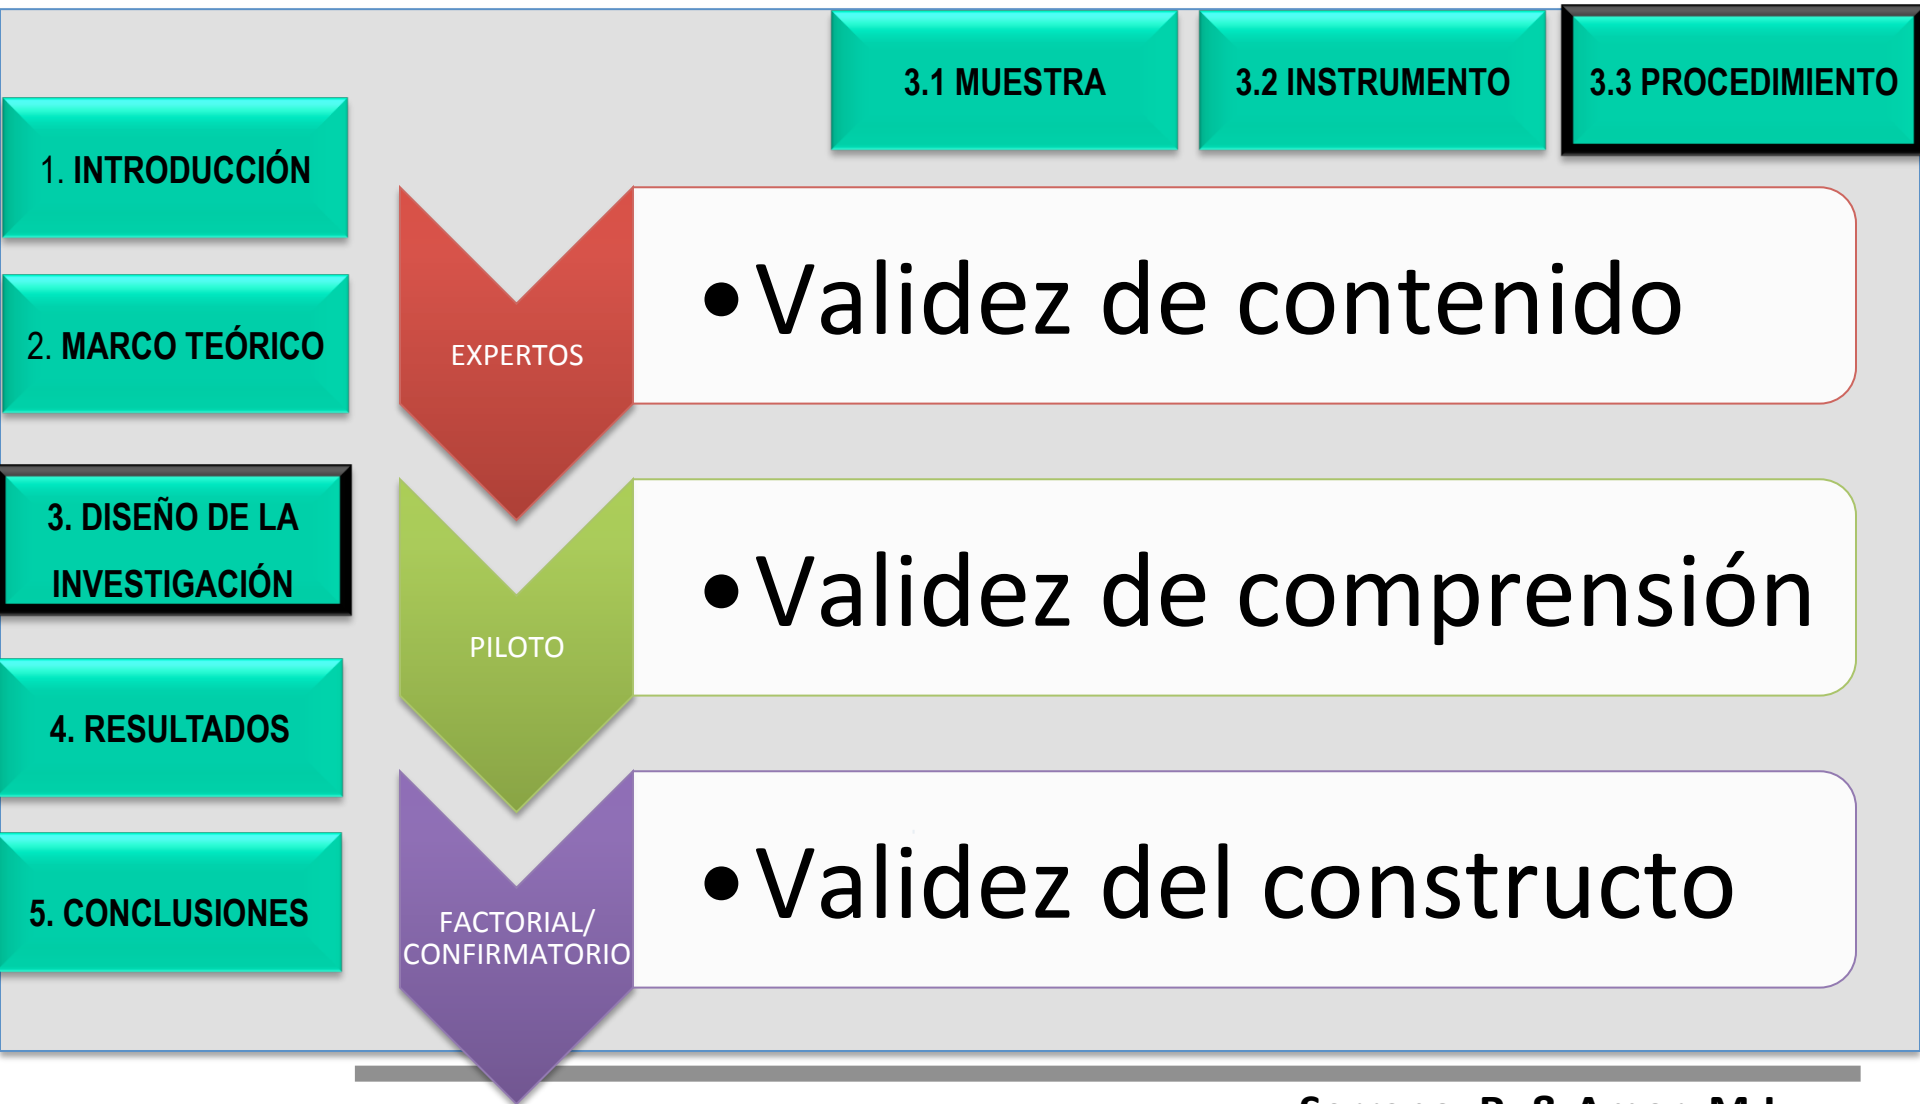 3.1 MUESTRA
3.2 INSTRUMENTO
3.3 PROCEDIMIENTO
1. INTRODUCCIÓN
2. MARCO TEÓRICO
3. DISEÑO DE LA
INVESTIGACIÓN
4. RESULTADOS
5. CONCLUSIONES
EXPERTOS
•Validez de contenido
PILOTO
•Validez de comprensión
FACTORIAL/
CONFIRMATORIO
•Validez del constructo